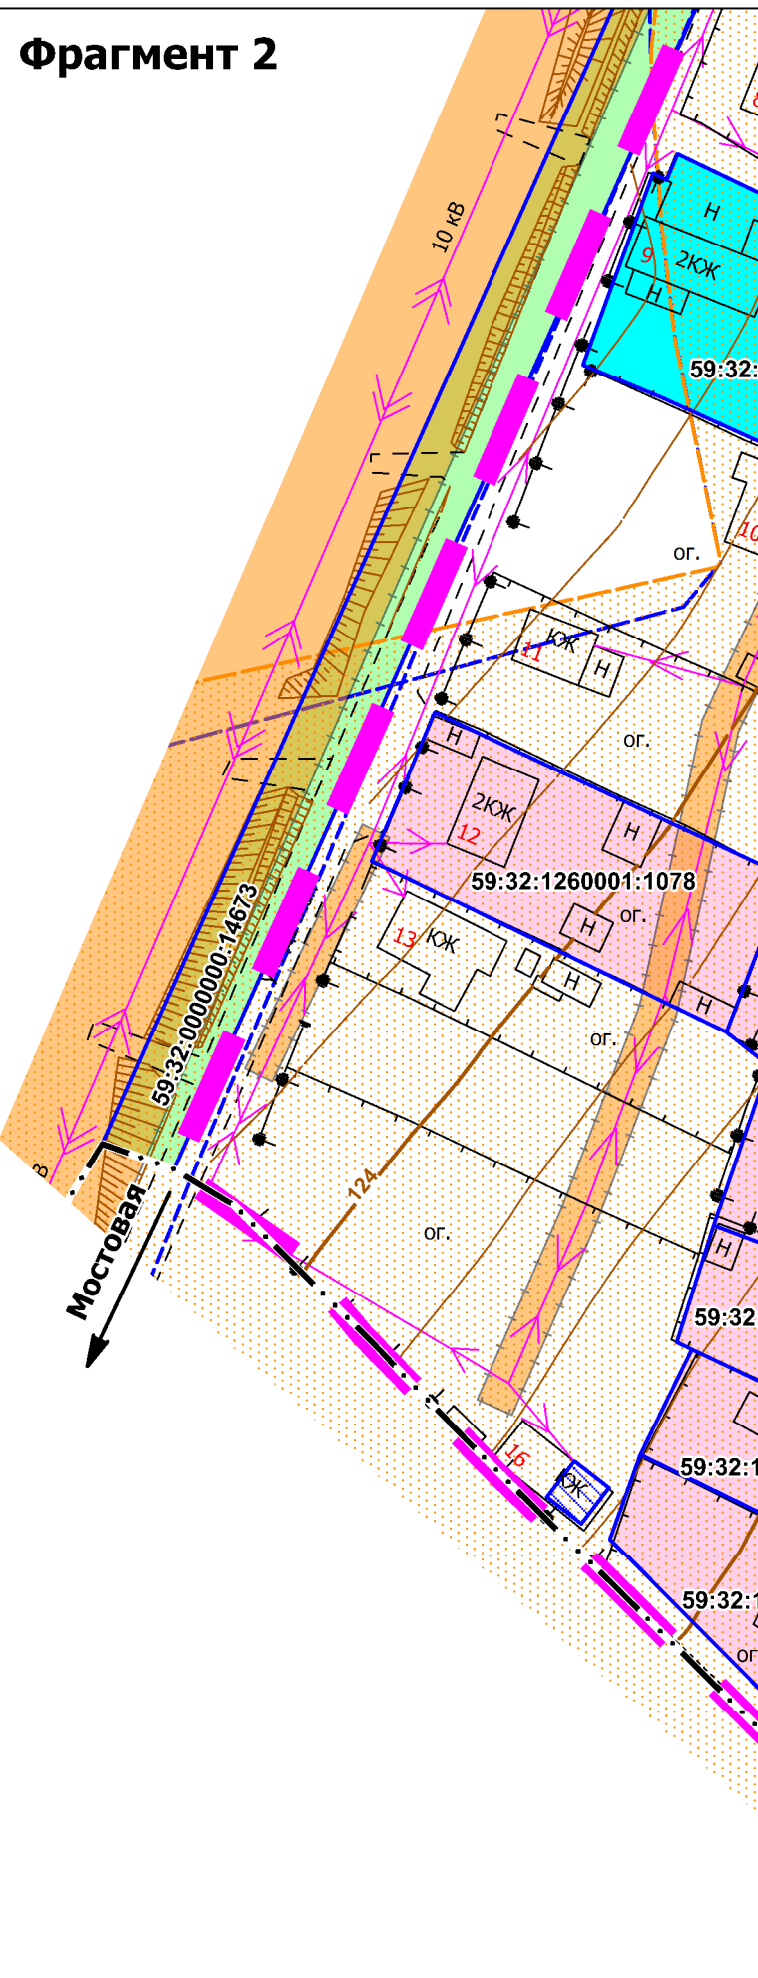 Фрагмент 2
10 кВ
Н
9
2КЖ
Н
59:32:
10
ог.
КЖ
11
Н
ог.
Н
2КЖ
12
Н
59:32:1260001:1078
ог.
Н
13
КЖ
Н
Н
ог.
59:32:0000000:14673
В
124
Мостовая
ог.
Н
59:32
16
КЖ
59:32:1
59:32:1
ог